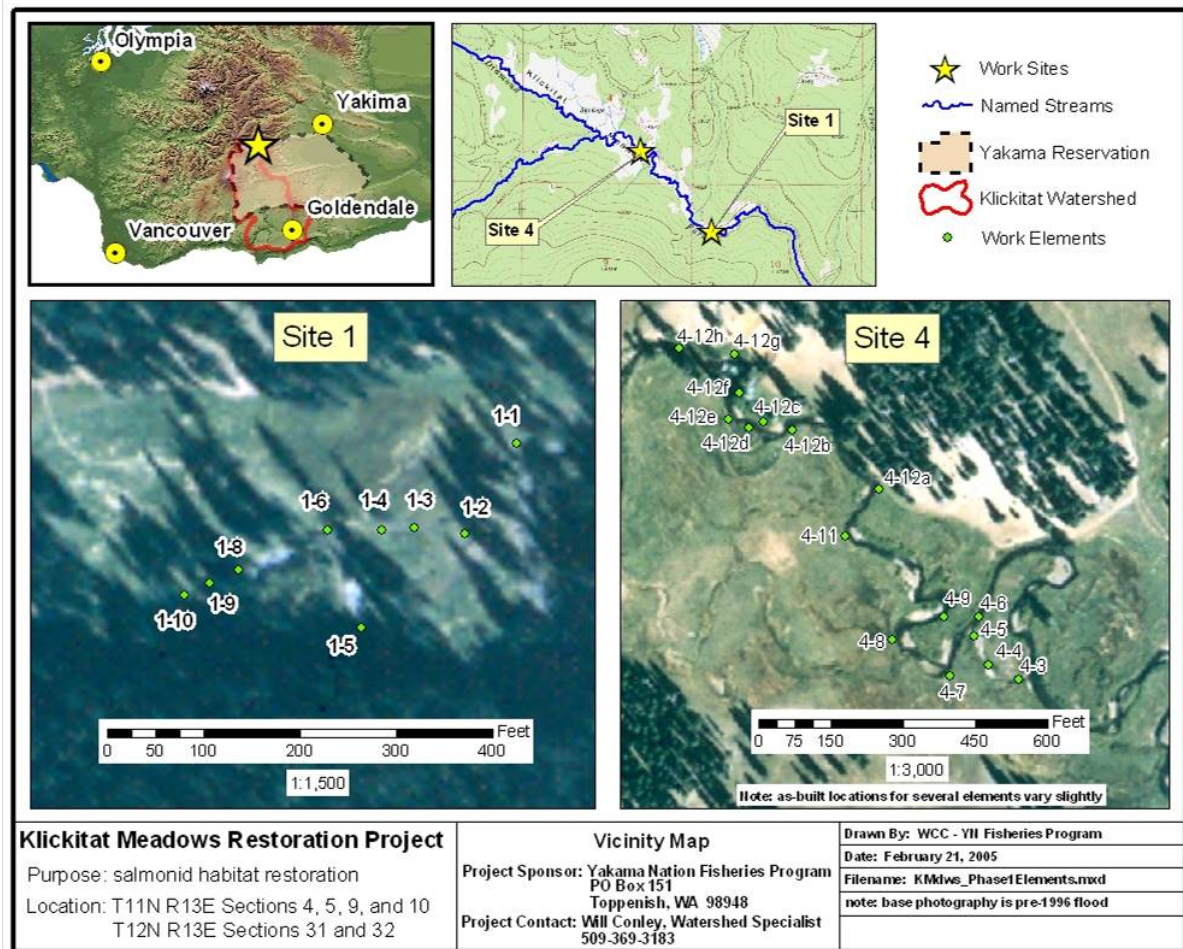 Olympia
Yakima
Goldendale
Vancouver
Klickitat
Site 1
Site 4
Work Sites
Named Streams
Yakama Reservation
Klickitat Watershed
Work Elements
Site 1
1-1
1-6
1-4
1-3
1-2
1-8
1-9
1-10
1-5
Feet
0 50 100 200 300 400
1:1,500
Site 4
4-12h
4-12g
4-12f
4-12e
4-12c
4-12d
4-12b
4-12a
4-11
4-9
4-6
4-5
4-8
4-4
4-3
4-7
Feet
0 75 150 300 450 600
1:3,000
Note: as-built locations for several elements vary slightly
Klickitat Meadows Restoration Project
Purpose: salmonid habitat restoration
Location: T11N R13E Sections 4, 5, 9, and 10
T12N R13E Sections 31 and 32
Vicinity Map
Project Sponsor: Yakama Nation Fisheries Program
PO Box 151
Toppenish, WA 98948
Project Contact: Will Conley, Watershed Specialist
509-369-3183
Drawn By: WCC - YN Fisheries Program
Date: February 21, 2005
Filename: KMdws_Phase1Elements.mxd
note: base photography is pre-1996 flood